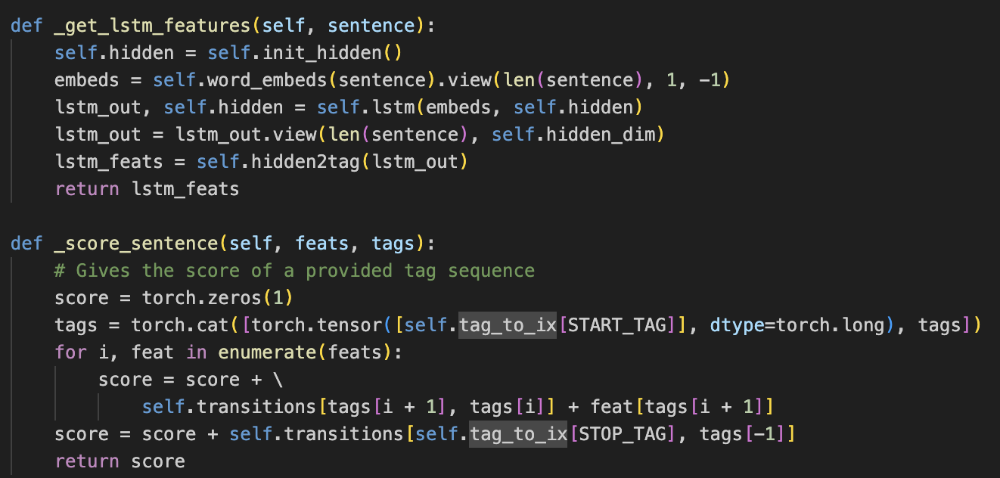 def _get_lstm_features(self, sentence):
    self.hidden = self.init_hidden()
    embeds = self.word_embeds(sentence).view(len(sentence), 1, -1)
    lstm_out, self.hidden = self.lstm(embeds, self.hidden)
    lstm_out = lstm_out.view(len(sentence), self.hidden_dim)
    lstm_feats = self.hidden2tag(lstm_out)
    return lstm_feats

def _score_sentence(self, feats, tags):
    # Gives the score of a provided tag sequence
    score = torch.zeros(1)
    tags = torch.cat([torch.tensor([self.tag_to_ix[START_TAG]], dtype=torch.long), tags])
    for i, feat in enumerate(feats):
        score = score + \
            self.transitions[tags[i + 1], tags[i]] + feat[tags[i + 1]]
    score = score + self.transitions[self.tag_to_ix[STOP_TAG], tags[-1]]
    return score